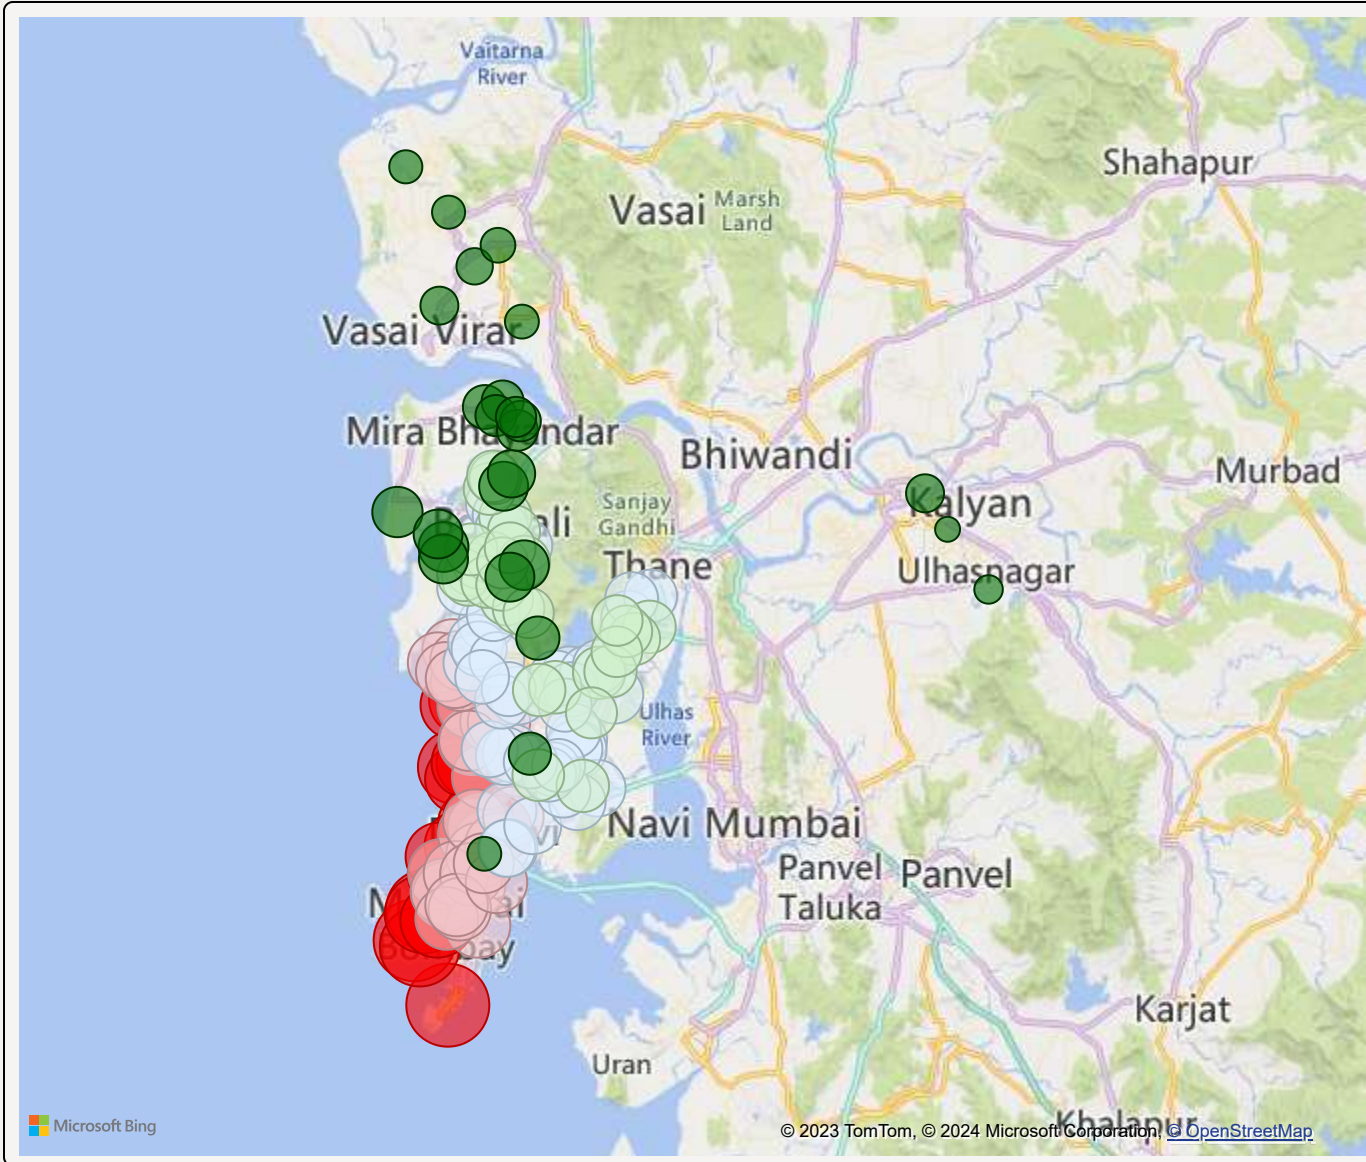 Vaitarna
River
Shahapur
Vasai
Marsh
Land
Vasai Virar
Mira Bhayandar
Bhiwandi
Murbad
Sanjay
Gandhi
Kalyan
Thane
Ulhasnagar
Ulhas
River
Navi Mumbai
Panvel
Taluka
Panvel
Karjat
Uran
Khalapur
Microsoft Bing
© 2023 TomTom, © 2024 Microsoft Corporation, © OpenStreetMap